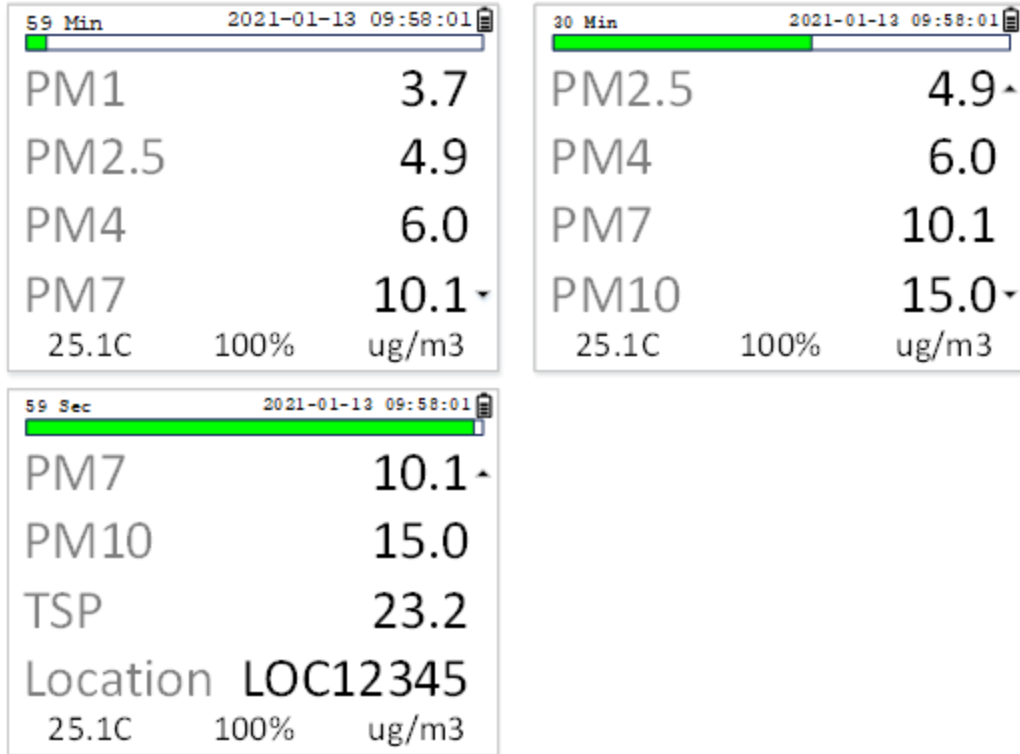 59 Min 2021-01-13 09:58:01
PM1 3.7
PM2.5 4.9
PM4 6.0
PM7 10.1
25.1C 100% ug/m3
30 Min 2021-01-13 09:58:01
PM2.5 4.9
PM4 6.0
PM7 10.1
PM10 15.0
25.1C 100% ug/m3
59 Sec 2021-01-13 09:58:01
PM7 10.1
PM10 15.0
TSP 23.2
Location LOC12345
25.1C 100% ug/m3